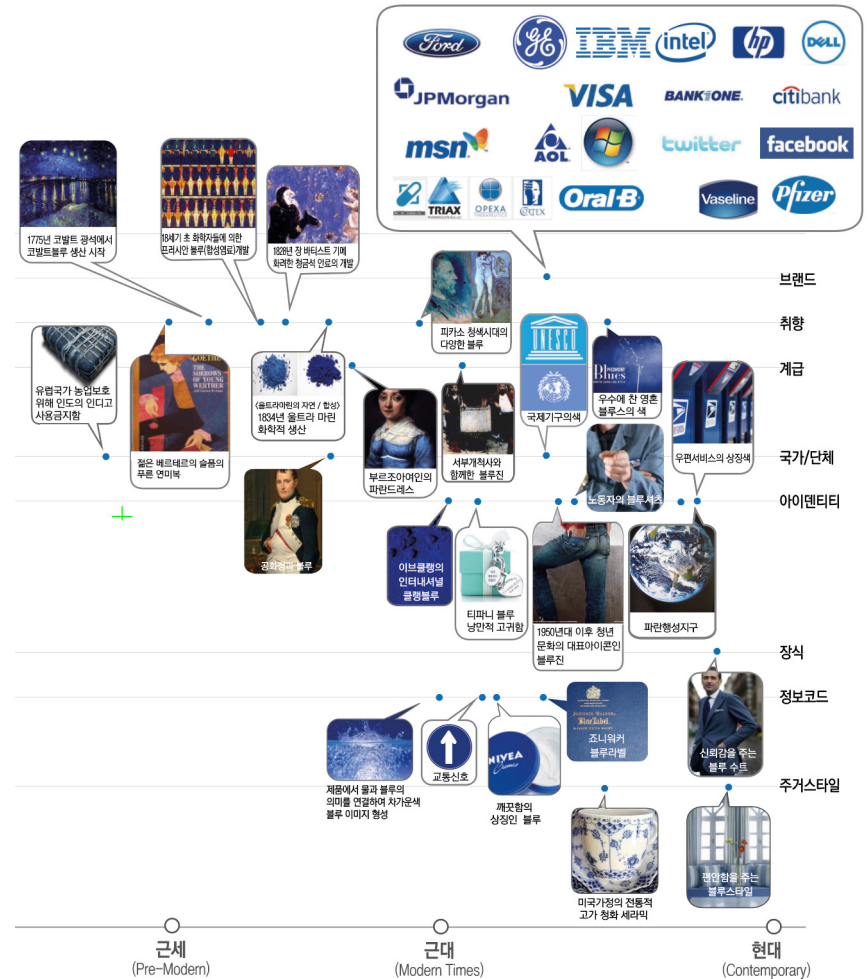 Ford
GE
IBM
intel
hp
DELL
JPMorgan
VISA
BANK ONE.
citibank
msn
AOL
twitter
facebook
TRIAX
OPEXA
Oral-B
Vaseline
Pfizer
1775년 코발트 광석에서
코발트블루 생산 시작
18세기 초 화학자들에 의한
프러시안 블루(합성염료)개발
1828년 장 바티스트 기메
화려한 청금석 안료의 개발
브랜드
피카소 청색시대의
다양한 블루
취향
유럽국가 농업보호
위해 인도의 인디고
사용금지함
GOETHE
THE
SORROWS
OF YOUNG
WERTHER
젊은 베르테르의 슬픔의
푸른 연미복
<울트라마린의 자연 / 합성>
1834년 울트라 마린
화학적 생산
부르조아여인의
파란드레스
서부개척사와
함께한 블루진
UNESCO
국제기구의색
PIEDMONT
Blues
우수에 찬 영혼
블루스의 색
계급
우편서비스의 상징색
국가/단체
공화정과 블루
노동자의 블루셔츠
아이덴티티
이브클랭의
인터내셔널
클랭블루
티파니 블루
낭만적 고귀함
1950년대 이후 청년
문화의 대표아이콘인
블루진
파란행성지구
장식
정보코드
제품에서 물과 블루의
의미를 연결하여 차가운색
블루 이미지 형성
교통신호
NIVEA
Creme
깨끗함의
상징인 블루
JOHNNIE WALKER
Blue Label
죠니워커
블루라벨
신뢰감을 주는
블루 수트
주거스타일
미국가정의 전통적
고가 청화 세라믹
편안함을 주는
블루스타일
근세
(Pre-Modern)
근대
(Modern Times)
현대
(Contemporary)